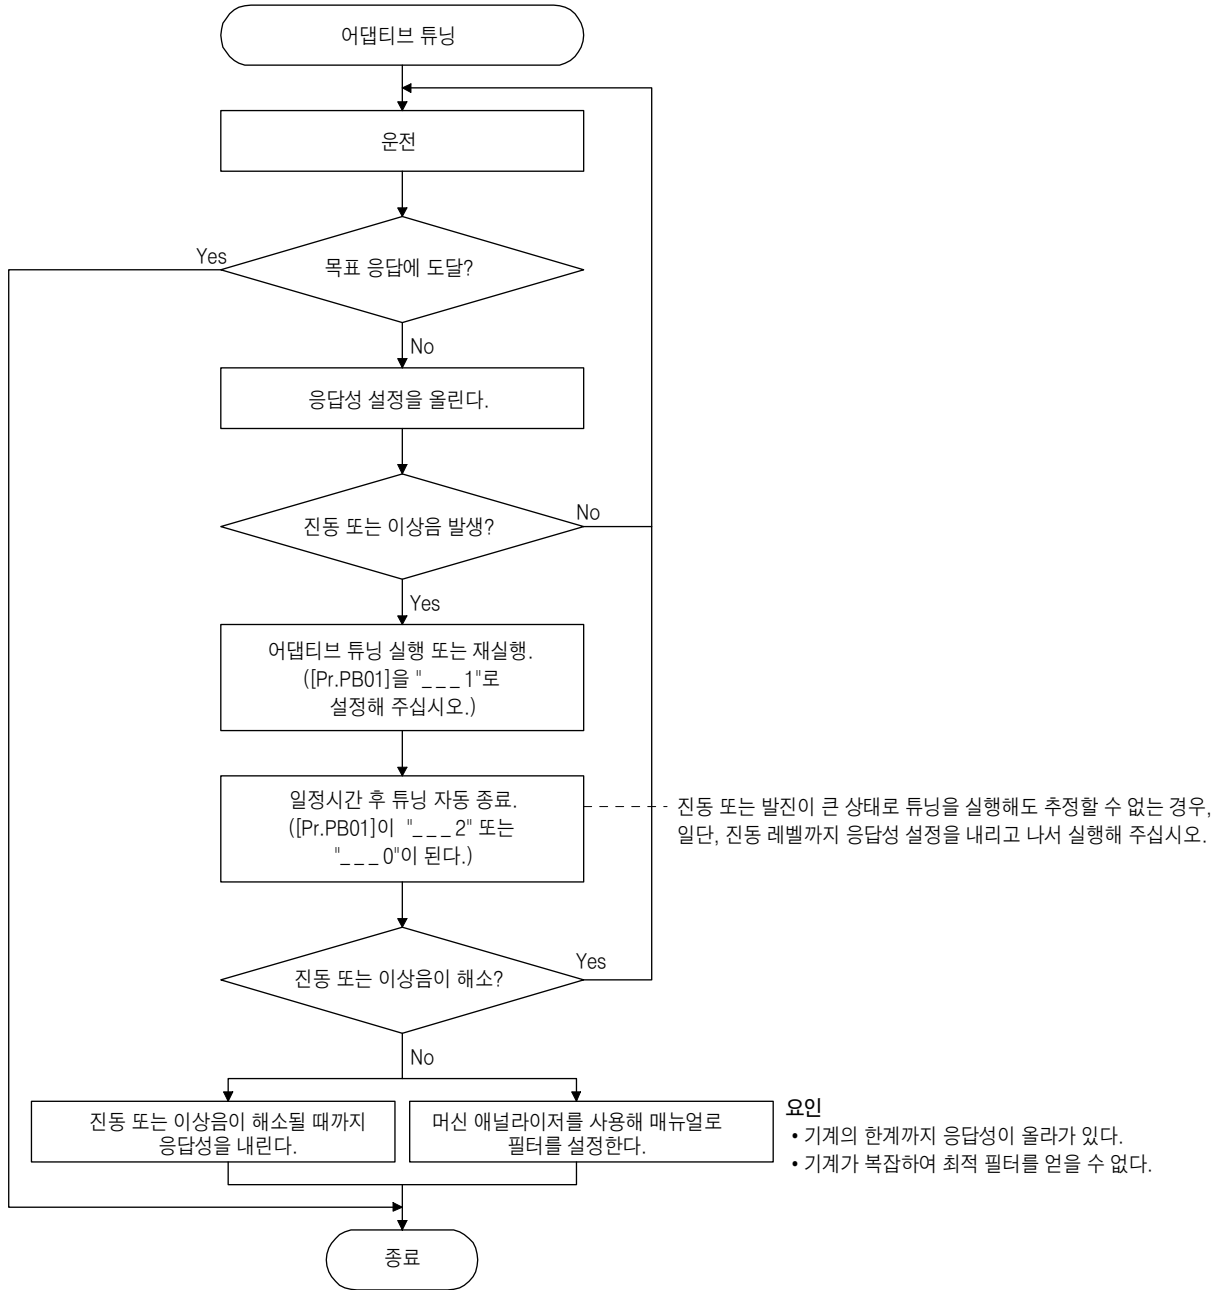 어댑티브 튜닝
운전
Yes
목표 응답에 도달?
No
응답성 설정을 올린다.
진동 또는 이상음 발생?
No
Yes
어댑티브 튜닝 실행 또는 재실행.
([Pr.PB01]을 "_ _ _ 1"로
설정해 주십시오.)
일정시간 후 튜닝 자동 종료.
([Pr.PB01]이 "_ _ _ 2" 또는
"_ _ _ 0"이 된다.)
진동 또는 발진이 큰 상태로 튜닝을 실행해도 추정할 수 없는 경우,
일단, 진동 레벨까지 응답성 설정을 내리고 나서 실행해 주십시오.
진동 또는 이상음이 해소?
Yes
No
진동 또는 이상음이 해소될 때까지
응답성을 내린다.
머신 애널라이저를 사용해 매뉴얼로
필터를 설정한다.
요인
• 기계의 한계까지 응답성이 올라가 있다.
• 기계가 복잡하여 최적 필터를 얻을 수 없다.
종료